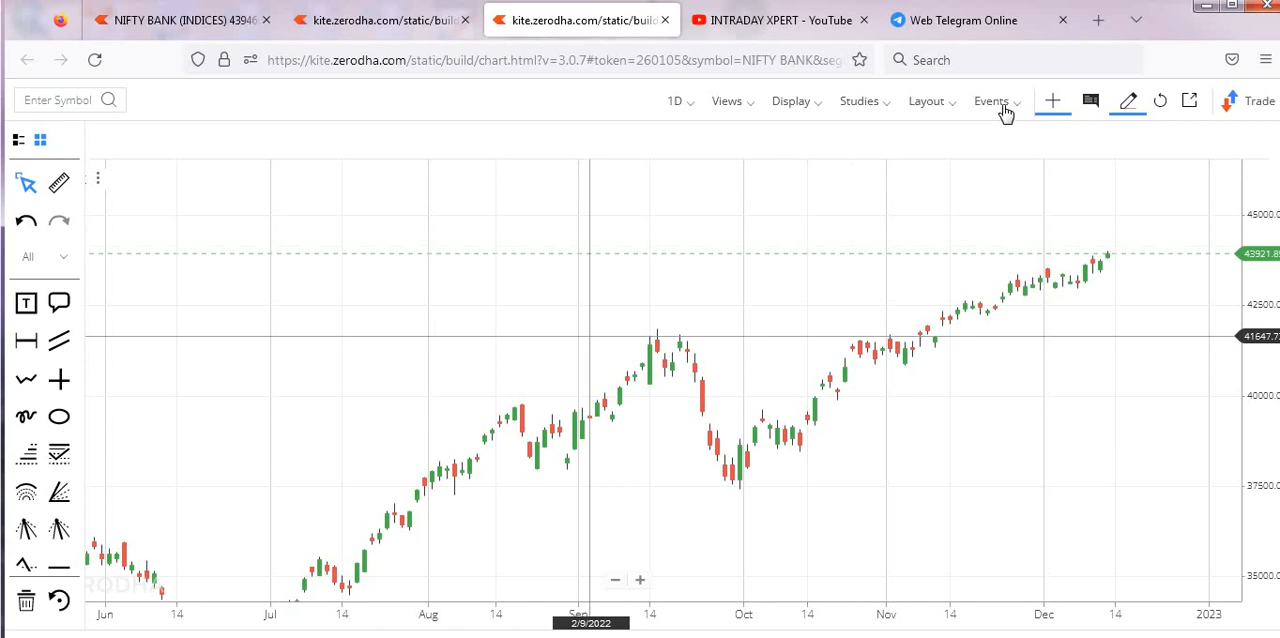 NIFTY BANK (INDICES) 43946
kite.zerodha.com/static/build
kite.zerodha.com/static/build
INTRADAY XPERT - YouTube
Web Telegram Online
https://kite.zerodha.com/static/build/chart.html?v=3.0.7#token=260105&symbol=NIFTY BANK&seg
Search
Enter Symbol
1D
Views
Display
Studies
Layout
Events
Trade
All
T
45000.0
43921.85
42500.0
41647.7
40000.0
37500.0
35000.0
Jun
14
Jul
14
Aug
14
Sep
14
Oct
14
Nov
14
Dec
14
2023
2/9/2022